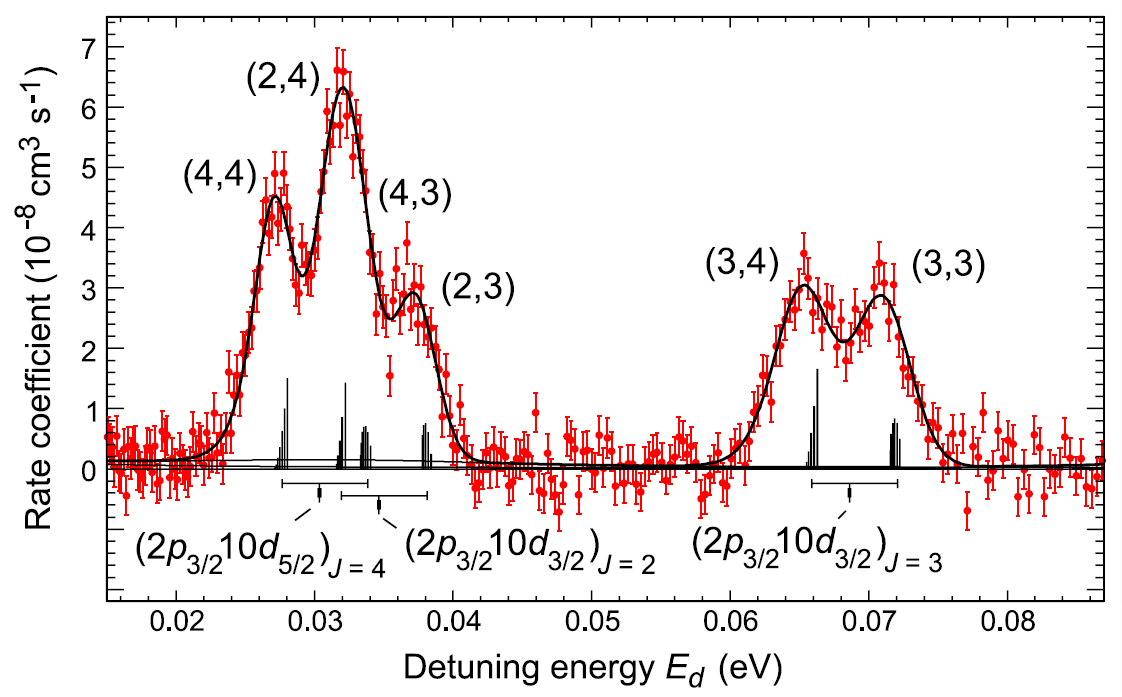 Rate coefficient (10⁻⁸ cm³ s⁻¹)
7
6
5
4
3
2
1
0
(2,4)
(4,4)
(4,3)
(2,3)
(3,4)
(3,3)
(2p₃/₂10d₅/₂)J = 4
(2p₃/₂10d₃/₂)J = 2
(2p₃/₂10d₃/₂)J = 3
0.02 0.03 0.04 0.05 0.06 0.07 0.08
Detuning energy E_d (eV)